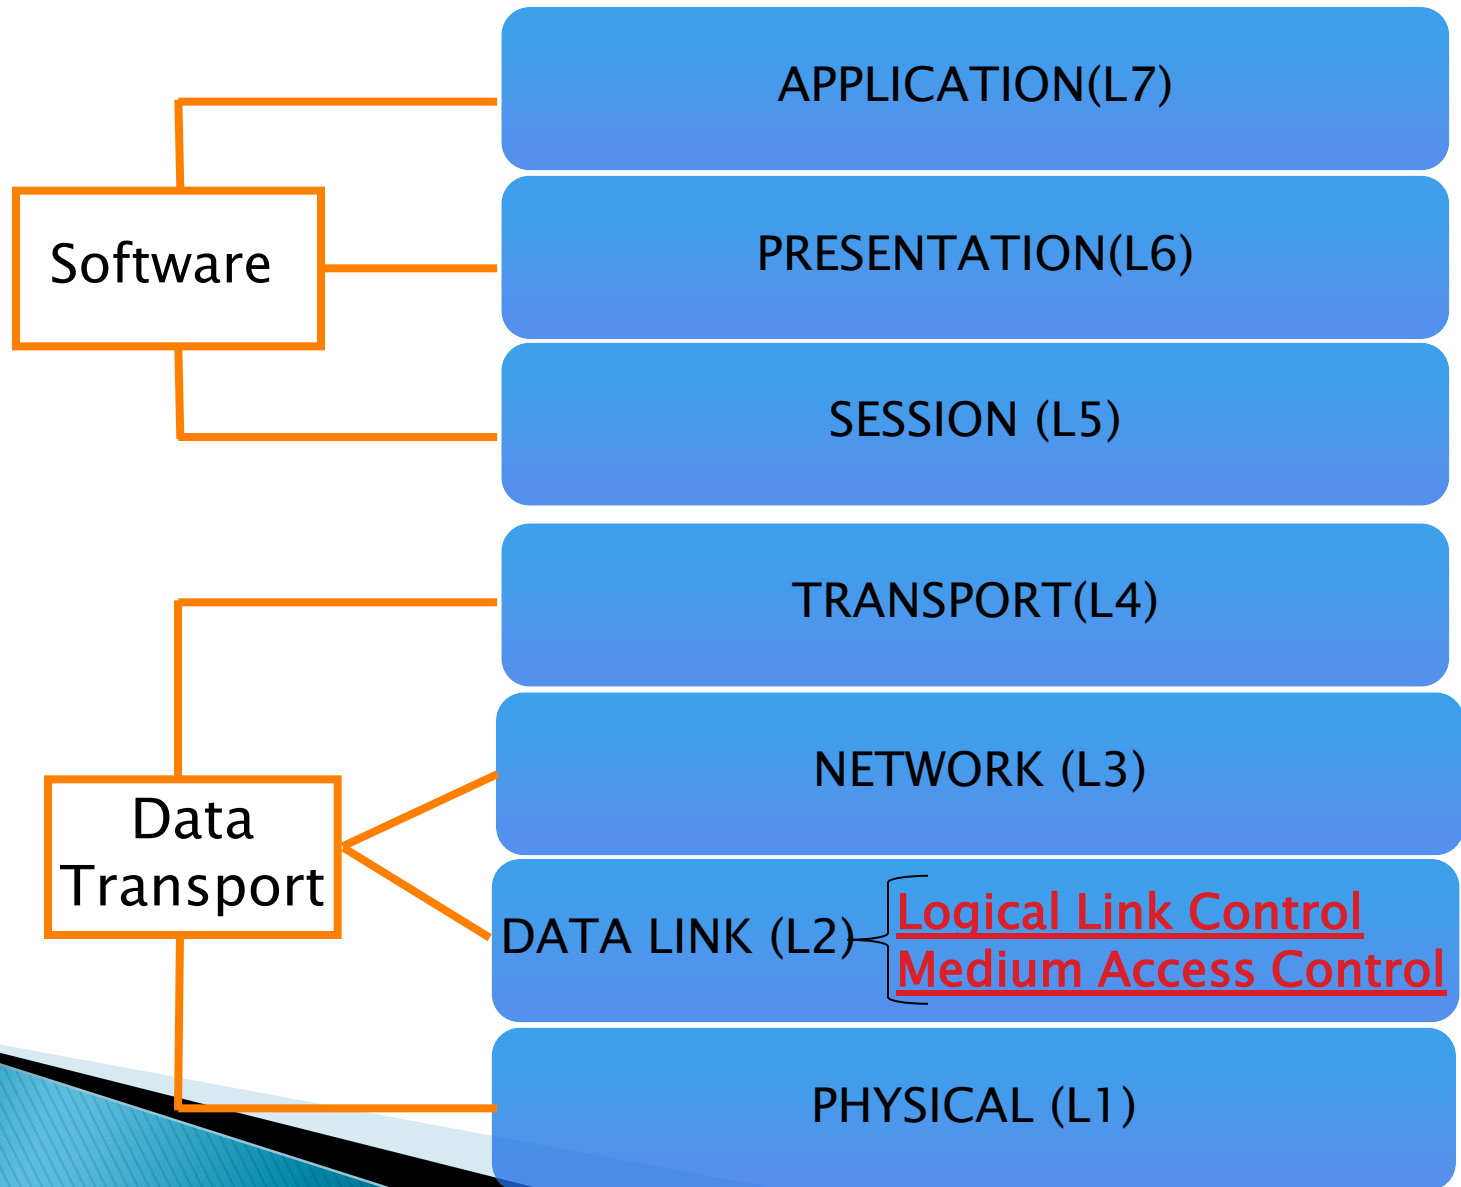 APPLICATION(L7)
Software
PRESENTATION(L6)
SESSION (L5)
TRANSPORT(L4)
NETWORK (L3)
Data
Transport
DATA LINK (L2)
Logical Link Control
Medium Access Control
PHYSICAL (L1)